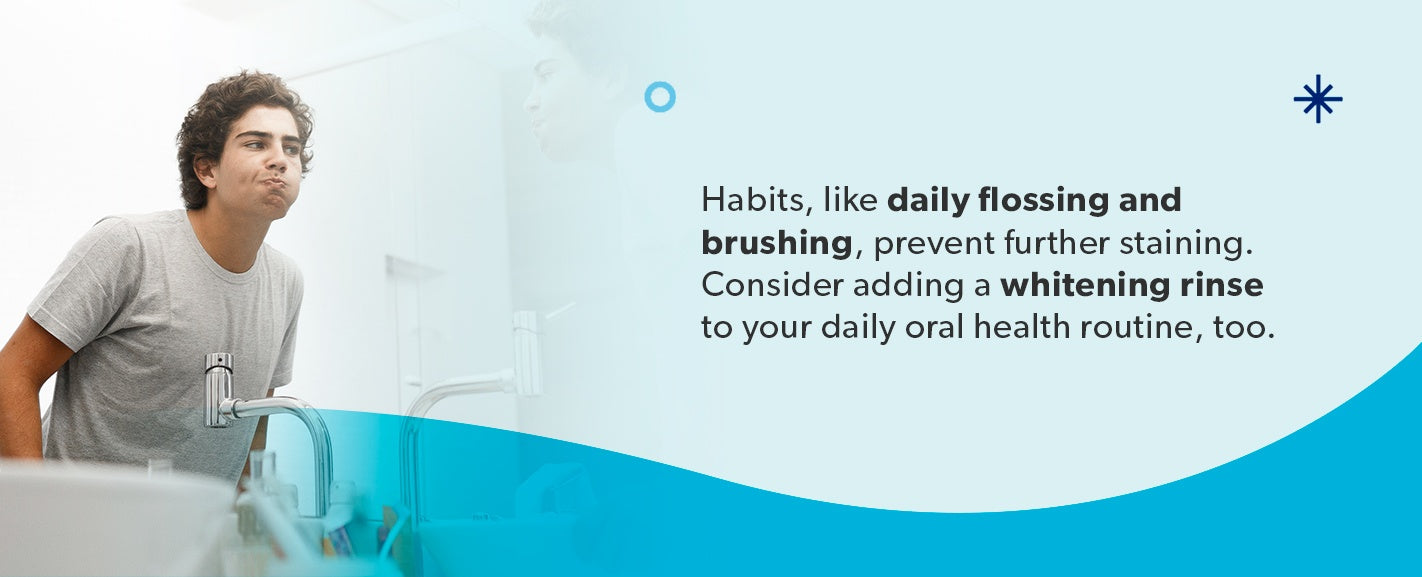 Habits, like daily flossing and
brushing, prevent further staining.
Consider adding a whitening rinse
to your daily oral health routine, too.